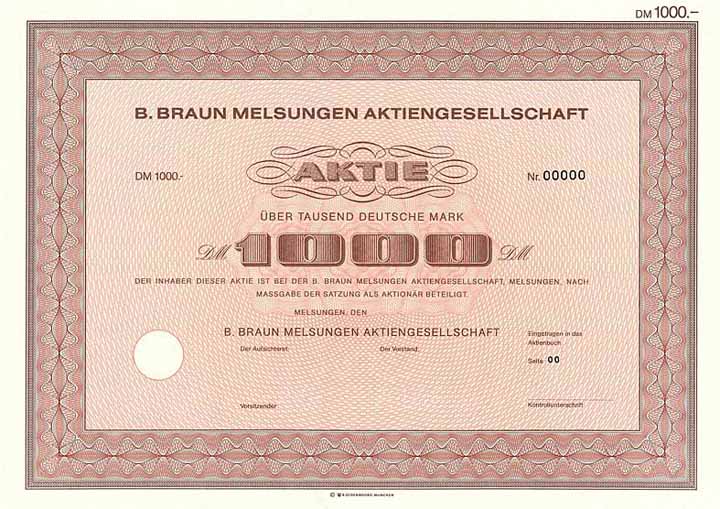 DM 1000.–
B. BRAUN MELSUNGEN AKTIENGESELLSCHAFT
DM 1000.-
AKTIE
Nr. 00000
ÜBER TAUSEND DEUTSCHE MARK
DM 1000 DM
DER INHABER DIESER AKTIE IST BEI DER B. BRAUN MELSUNGEN AKTIENGESELLSCHAFT, MELSUNGEN, NACH
MASSGABE DER SATZUNG ALS AKTIONÄR BETEILIGT.
MELSUNGEN, DEN
B. BRAUN MELSUNGEN AKTIENGESELLSCHAFT
Eingetragen in das
Aktienbuch
Der Aufsichtsrat:
Der Vorstand:
Seite 00
Vorsitzender
Kontrollunterschrift
© R. OLDENBOURG MÜNCHEN